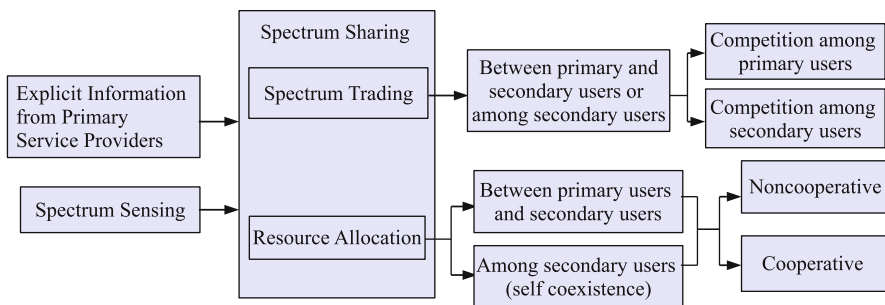 Explicit Information
from Primary
Service Providers
Spectrum Sensing
Spectrum Sharing
Spectrum Trading
Resource Allocation
Between primary and
secondary users or
among secondary users
Competition among
primary users
Competition among
secondary users
Between primary users
and secondary users
Among secondary users
(self coexistence)
Noncooperative
Cooperative